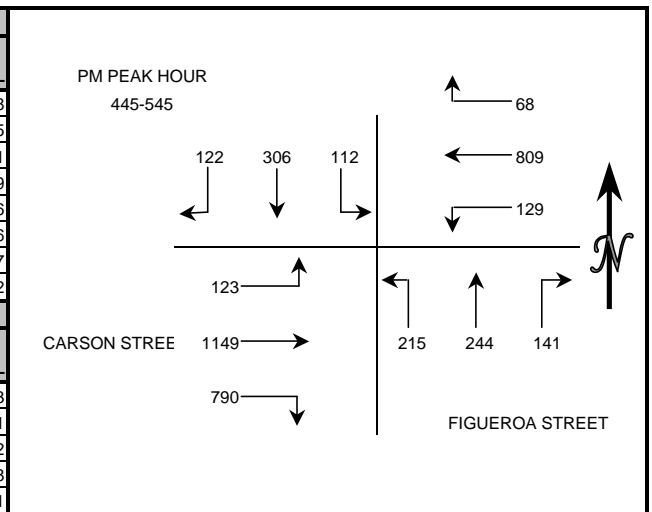 PM PEAK HOUR
445-545
68
122 306 112
809
129
N
123
CARSON STREE 1149
215 244 141
790
FIGUEROA STREET